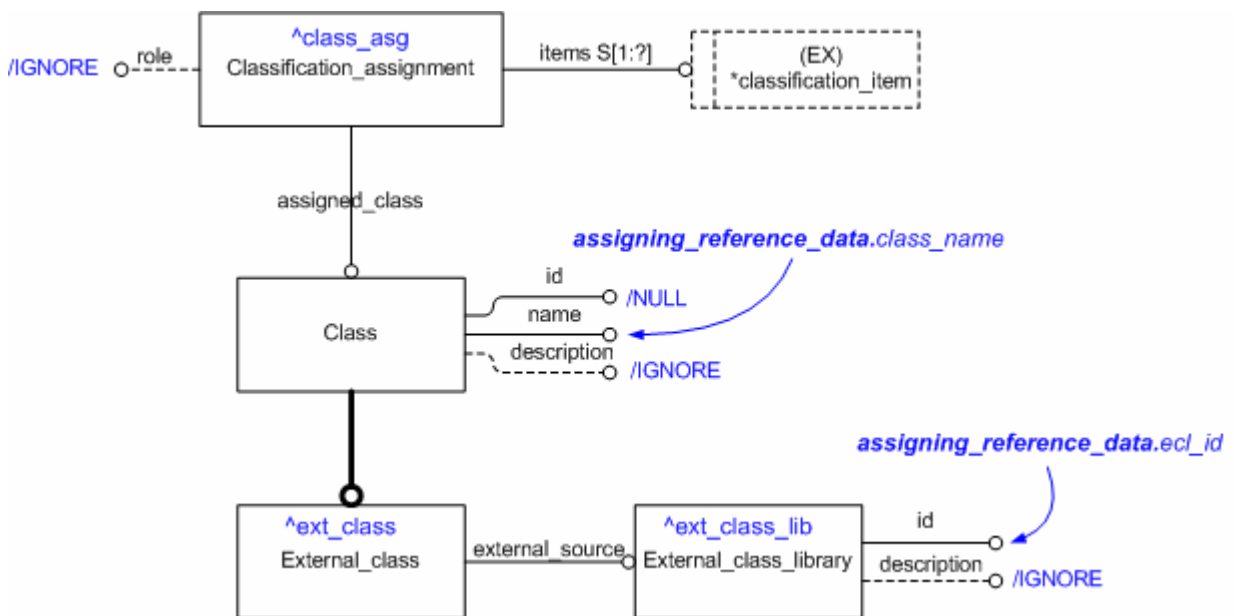 ^class_asg
Classification_assignment
/IGNORE
role
items S[1:?]
(EX)
*classification_item
assigned_class
assigning_reference_data.class_name
Class
id
/NULL
name
description
/IGNORE
assigning_reference_data.ecl_id
^ext_class
External_class
external_source
^ext_class_lib
External_class_library
id
description
/IGNORE